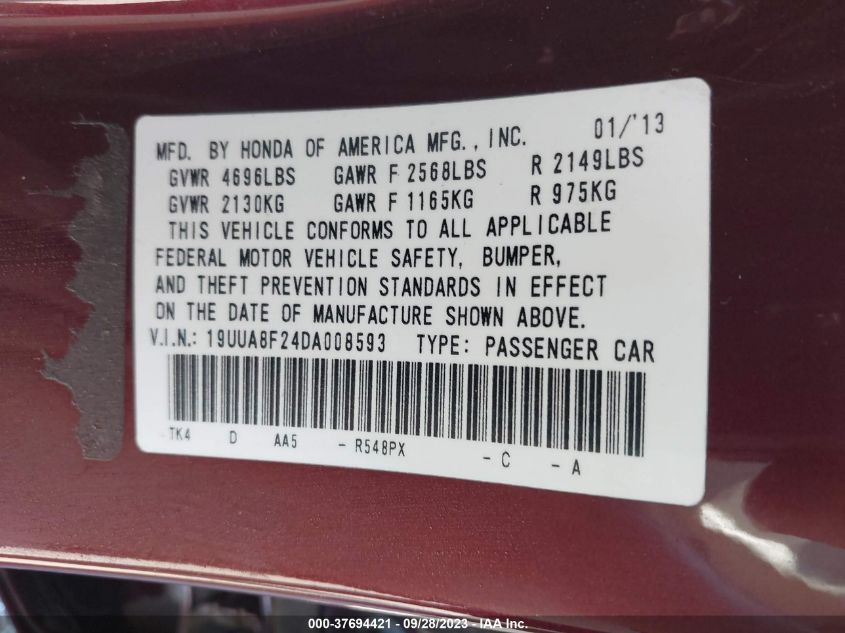 MFD. BY HONDA OF AMERICA MFG., INC. 01/'13
GVWR 4696LBS GAWR F 2568LBS R 2149LBS
GVWR 2130KG GAWR F 1165KG R 975KG
THIS VEHICLE CONFORMS TO ALL APPLICABLE
FEDERAL MOTOR VEHICLE SAFETY, BUMPER,
AND THEFT PREVENTION STANDARDS IN EFFECT
ON THE DATE OF MANUFACTURE SHOWN ABOVE.
V.I.N.: 19UUA8F24DA008593 TYPE: PASSENGER CAR
TK4 D AA5 - R548PX - C - A
000-37694421 - 09/28/2023 - IAA Inc.